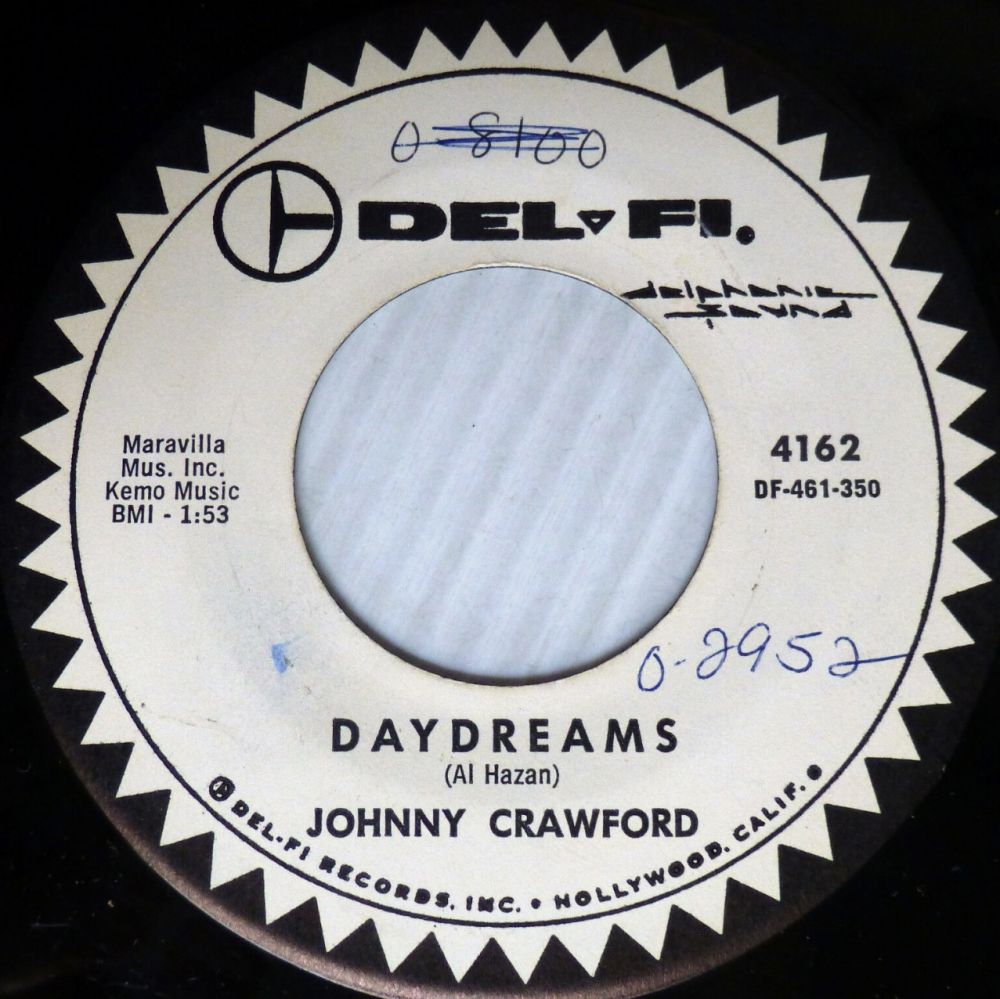 0-8100
DEL-FI.
delphonic
sound
Maravilla
Mus. Inc.
Kemo Music
BMI - 1:53
4162
DF-461-350
0-2952
DAYDREAMS
(Al Hazan)
JOHNNY CRAWFORD
DEL-FI RECORDS, INC. • HOLLYWOOD, CALIF.